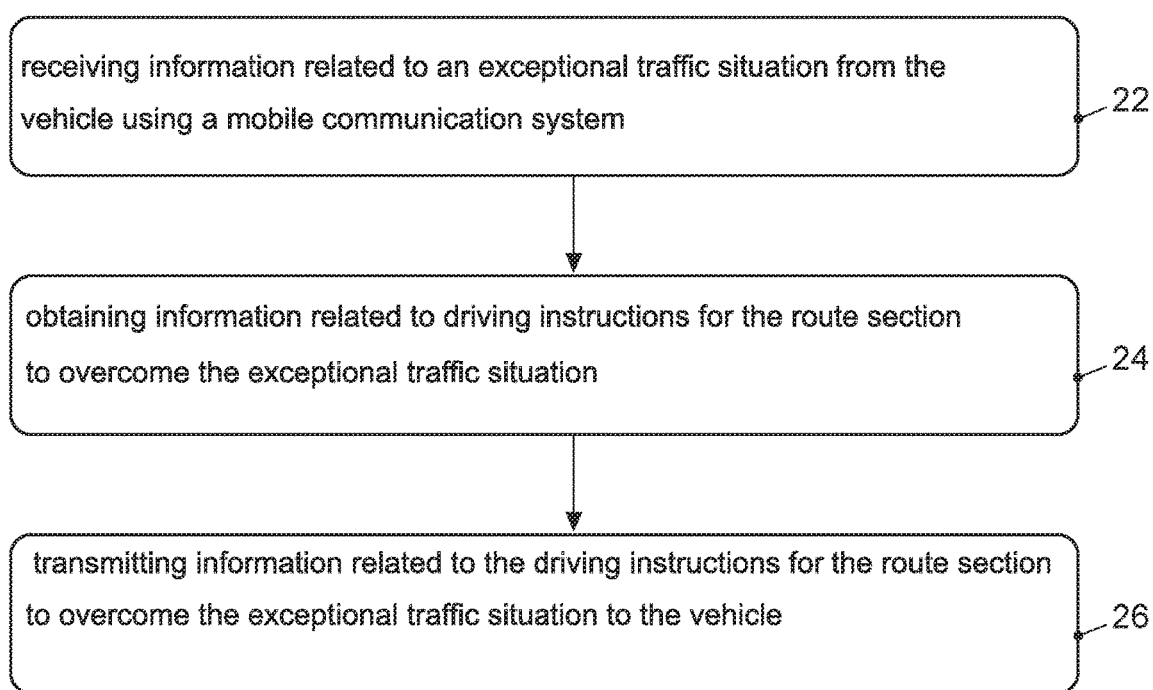 receiving information related to an exceptional traffic situation from the
vehicle using a mobile communication system
22
obtaining information related to driving instructions for the route section
to overcome the exceptional traffic situation
24
transmitting information related to the driving instructions for the route section
to overcome the exceptional traffic situation to the vehicle
26